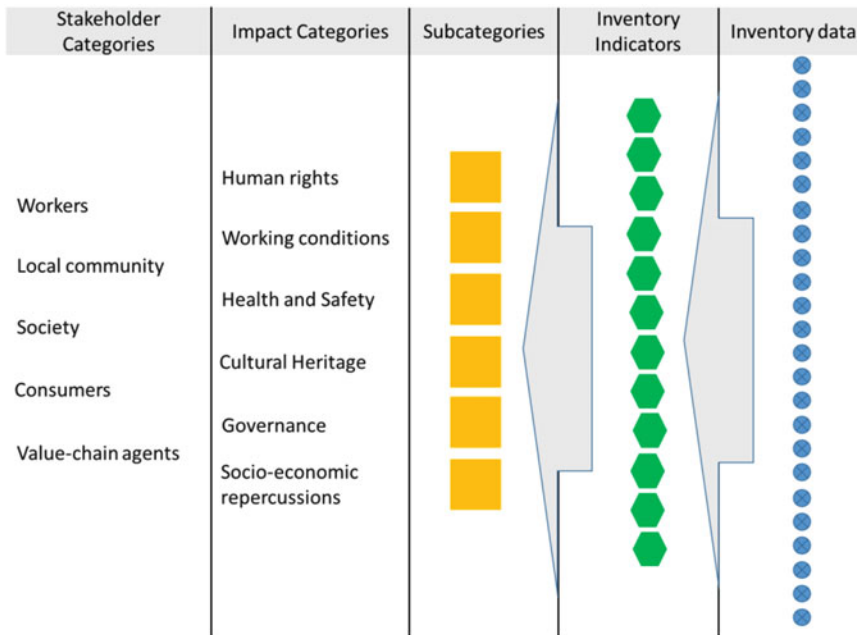 Stakeholder
Categories
Impact Categories
Subcategories
Inventory
Indicators
Inventory data
Workers
Local community
Society
Consumers
Value-chain agents
Human rights
Working conditions
Health and Safety
Cultural Heritage
Governance
Socio-economic
repercussions